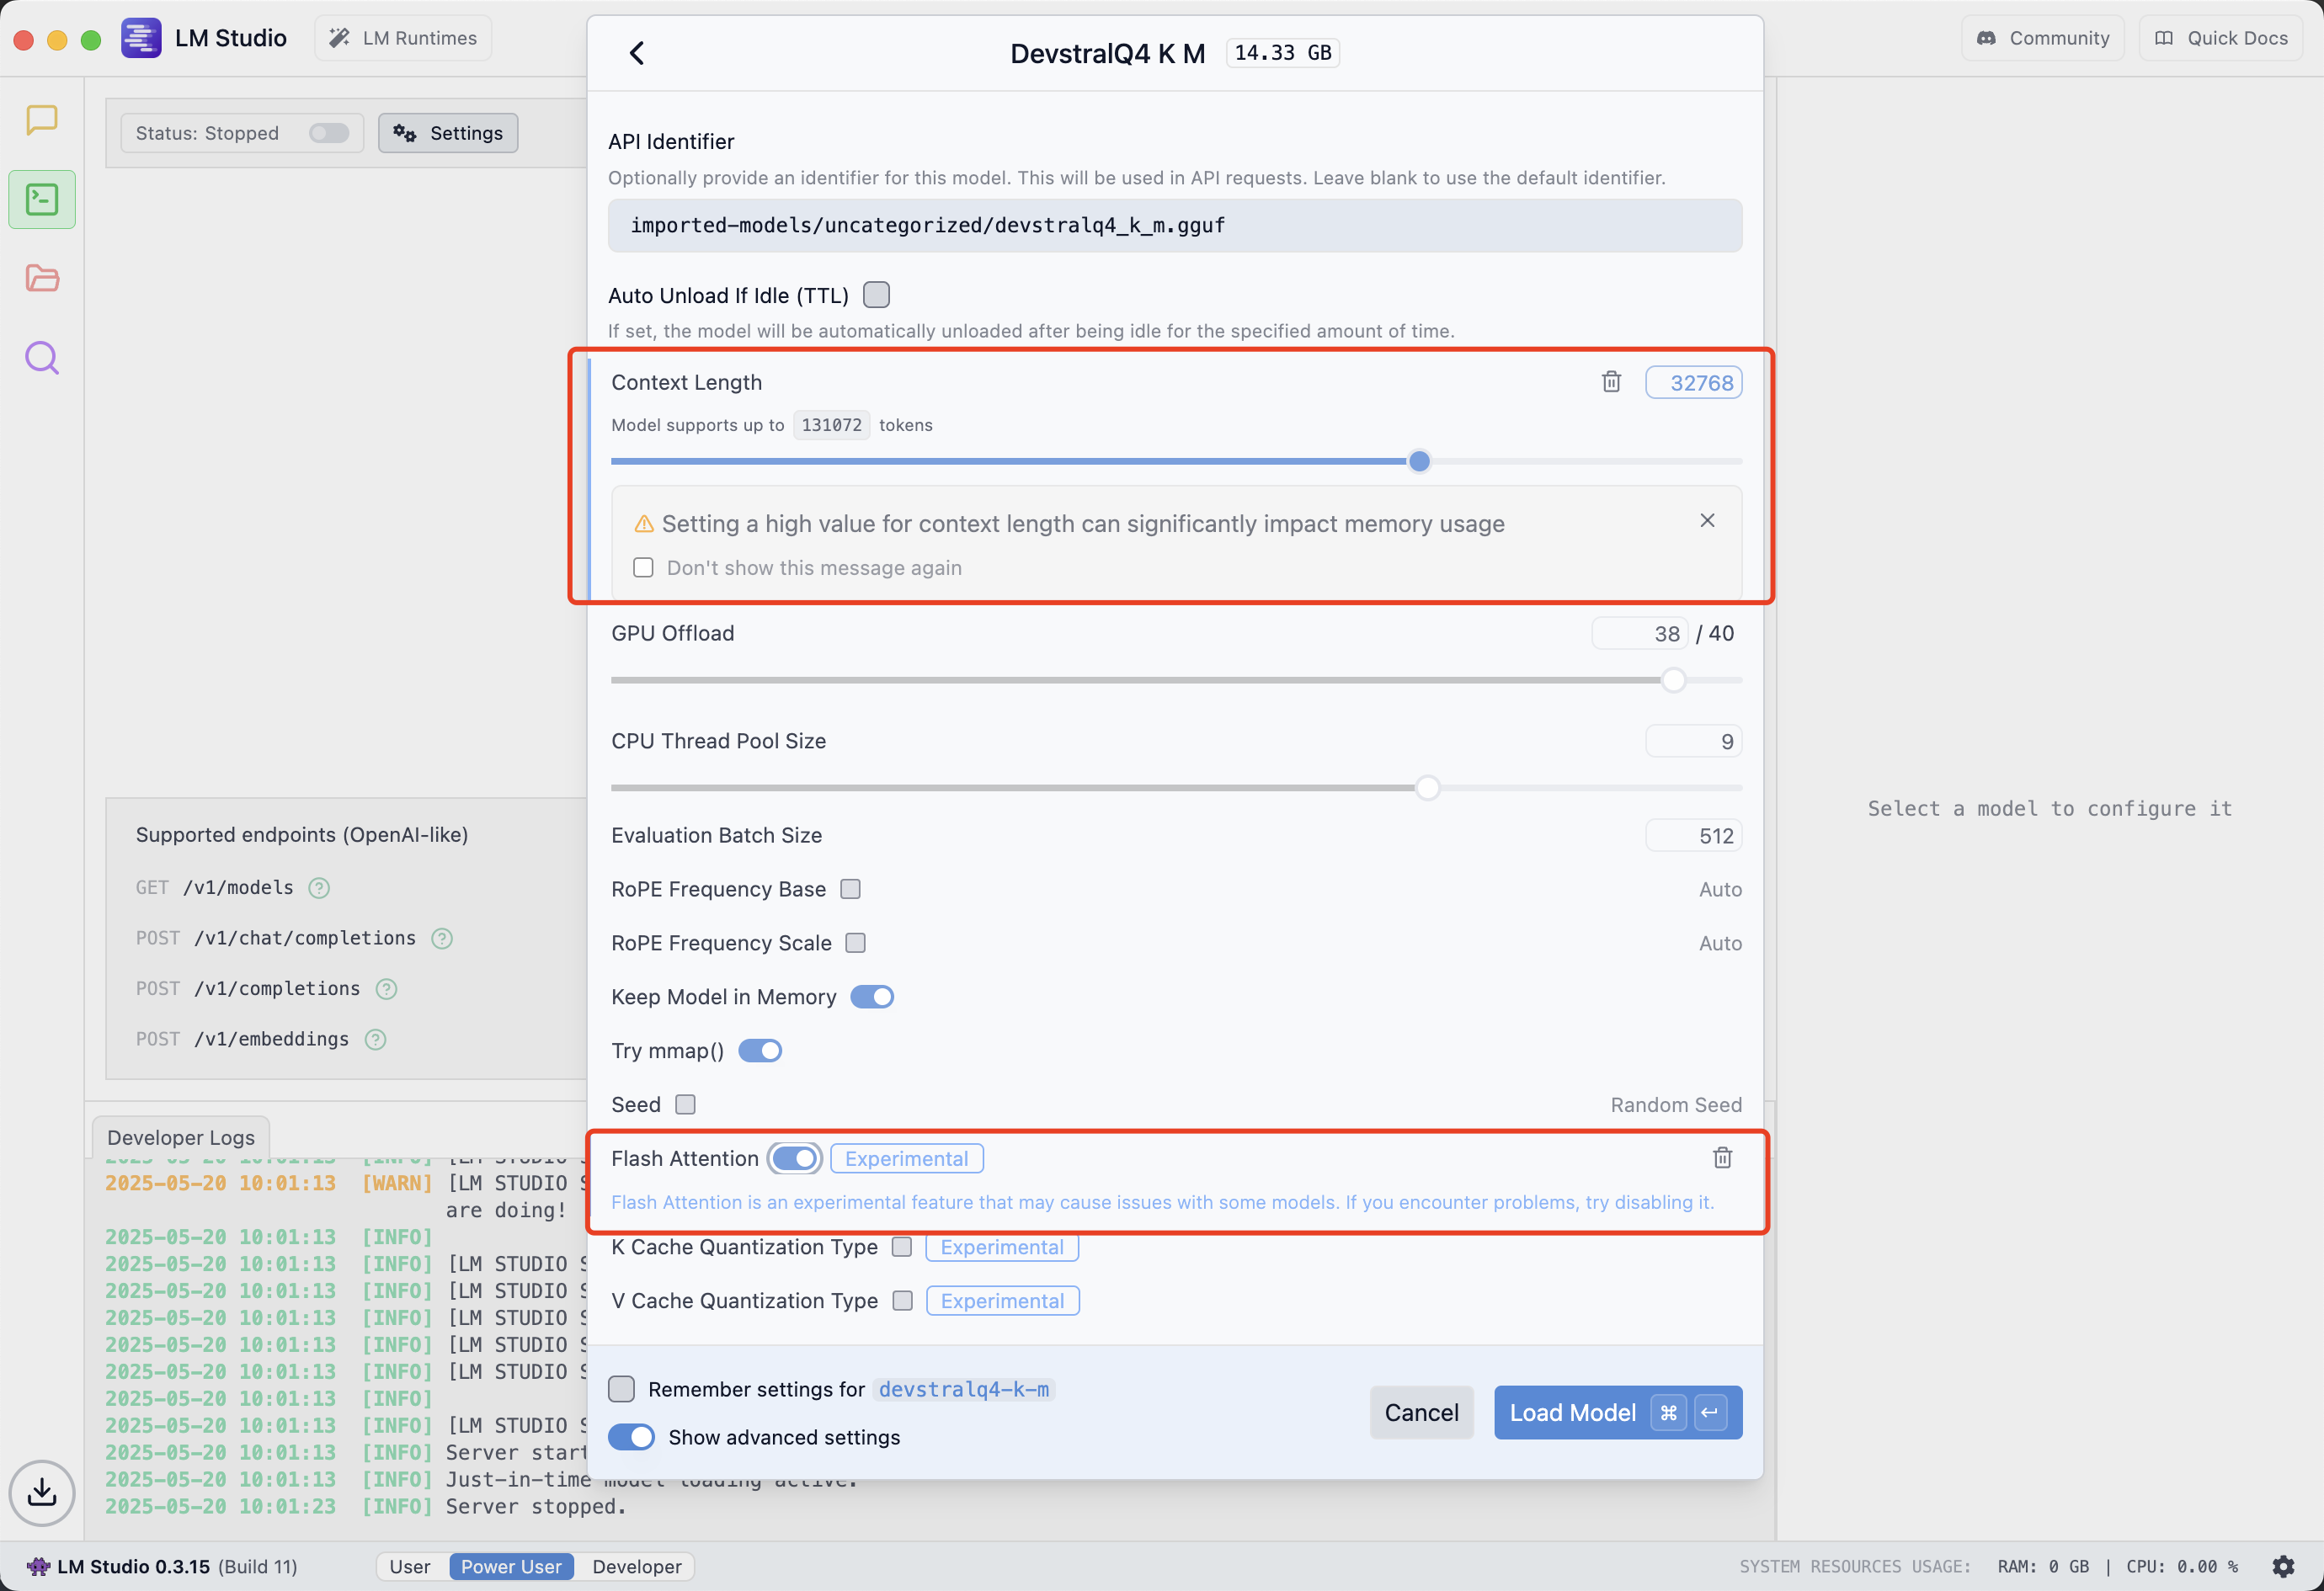 LM Studio
LM Runtimes
DevstralQ4 K M 14.33 GB
Community
Quick Docs
Status: Stopped
Settings
API Identifier
Optionally provide an identifier for this model. This will be used in API requests. Leave blank to use the default identifier.
imported-models/uncategorized/devstralq4_k_m.gguf
Auto Unload If Idle (TTL)
If set, the model will be automatically unloaded after being idle for the specified amount of time.
Context Length 32768
Model supports up to 131072 tokens
Setting a high value for context length can significantly impact memory usage
Don't show this message again
GPU Offload 38 / 40
CPU Thread Pool Size 9
Evaluation Batch Size 512
RoPE Frequency Base Auto
RoPE Frequency Scale Auto
Keep Model in Memory
Try mmap()
Seed Random Seed
Flash Attention Experimental
Flash Attention is an experimental feature that may cause issues with some models. If you encounter problems, try disabling it.
K Cache Quantization Type Experimental
V Cache Quantization Type Experimental
Remember settings for devstralq4-k-m
Show advanced settings
Cancel
Load Model ⌘ ↵
Select a model to configure it
Supported endpoints (OpenAI-like)
GET /v1/models ?
POST /v1/chat/completions ?
POST /v1/completions ?
POST /v1/embeddings ?
Developer Logs
2025-05-20 10:01:13 [INFO] [LM STUDIO S
2025-05-20 10:01:13 [WARN] [LM STUDIO S
are doing!
2025-05-20 10:01:13 [INFO]
2025-05-20 10:01:13 [INFO] [LM STUDIO S
2025-05-20 10:01:13 [INFO] [LM STUDIO S
2025-05-20 10:01:13 [INFO] [LM STUDIO S
2025-05-20 10:01:13 [INFO] [LM STUDIO S
2025-05-20 10:01:13 [INFO] [LM STUDIO S
2025-05-20 10:01:13 [INFO]
2025-05-20 10:01:13 [INFO] [LM STUDIO S
2025-05-20 10:01:13 [INFO] Server start
2025-05-20 10:01:13 [INFO] Just-in-time model loading active.
2025-05-20 10:01:23 [INFO] Server stopped.
LM Studio 0.3.15 (Build 11)
User Power User Developer
SYSTEM RESOURCES USAGE: RAM: 0 GB | CPU: 0.00 %